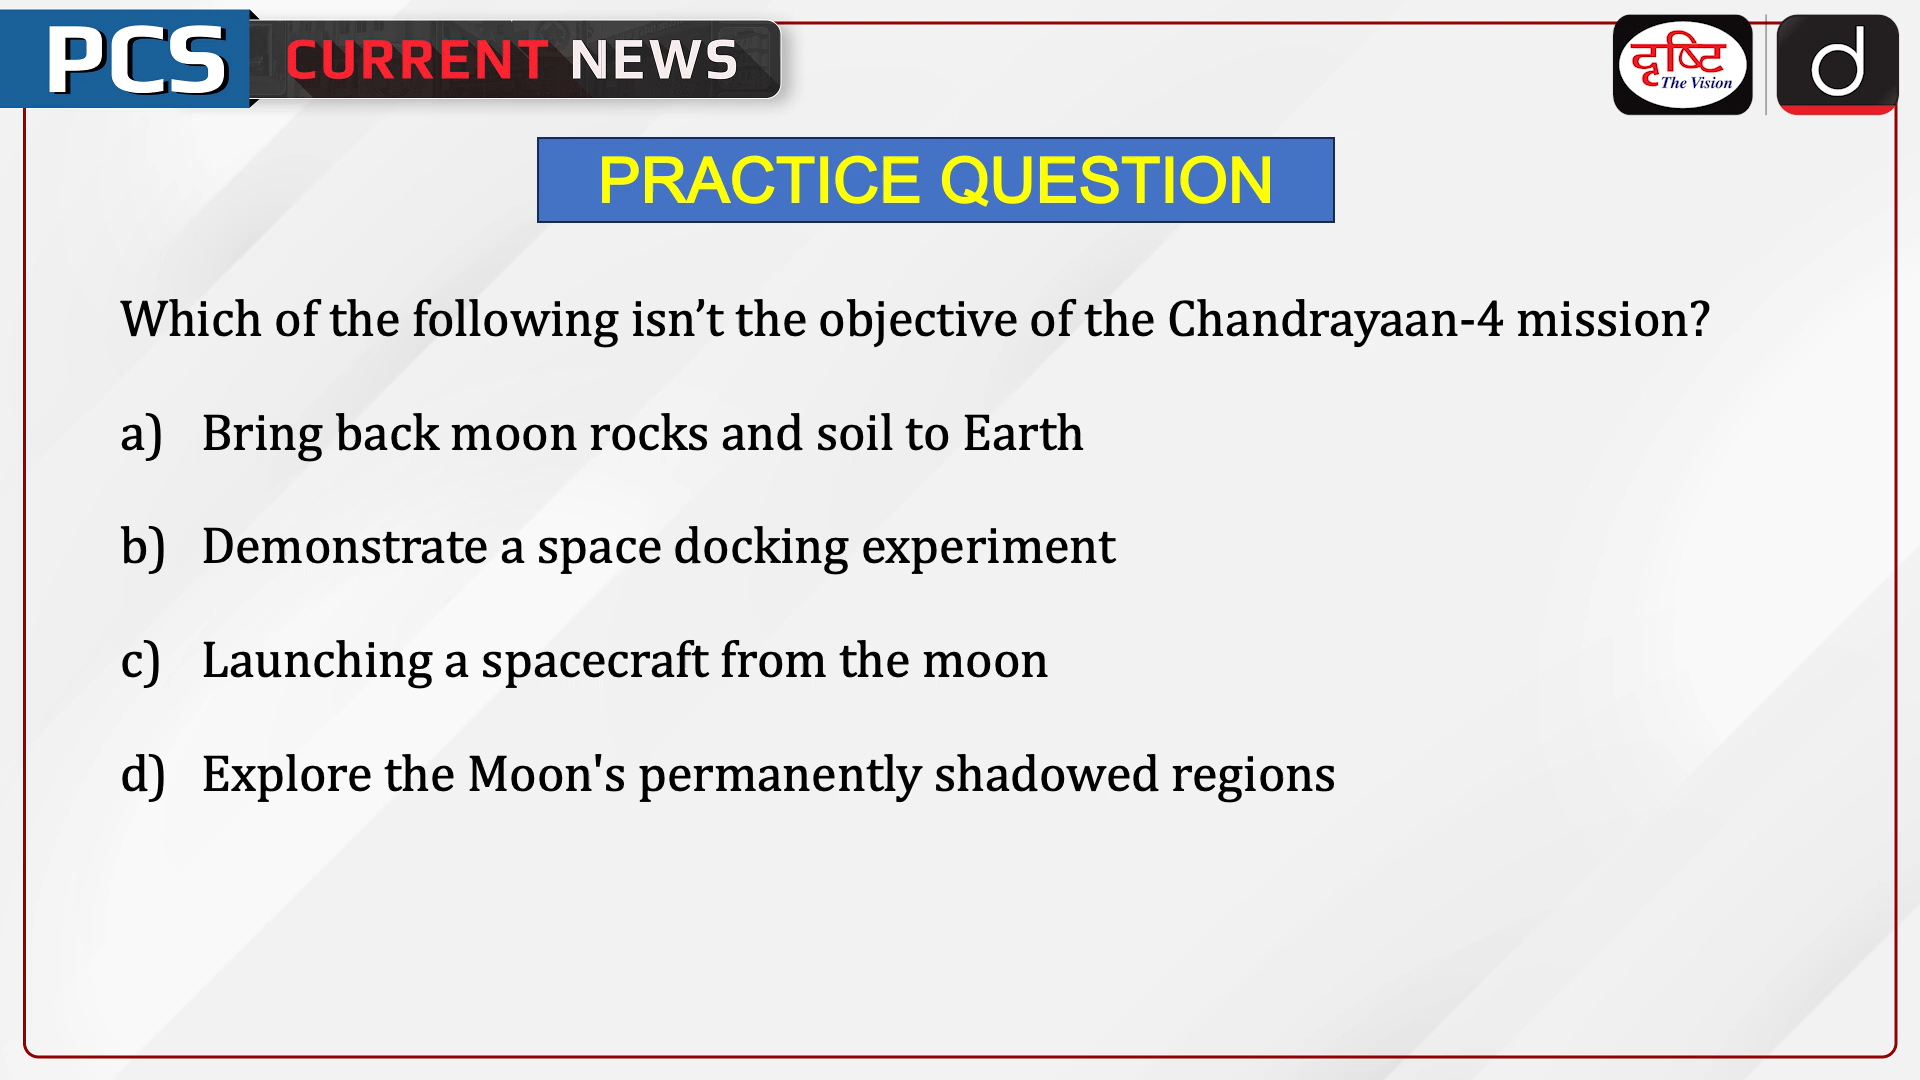 PCS CURRENT NEWS
दृष्टि
The Vision
d
PRACTICE QUESTION
Which of the following isn’t the objective of the Chandrayaan-4 mission?
a) Bring back moon rocks and soil to Earth
b) Demonstrate a space docking experiment
c) Launching a spacecraft from the moon
d) Explore the Moon's permanently shadowed regions